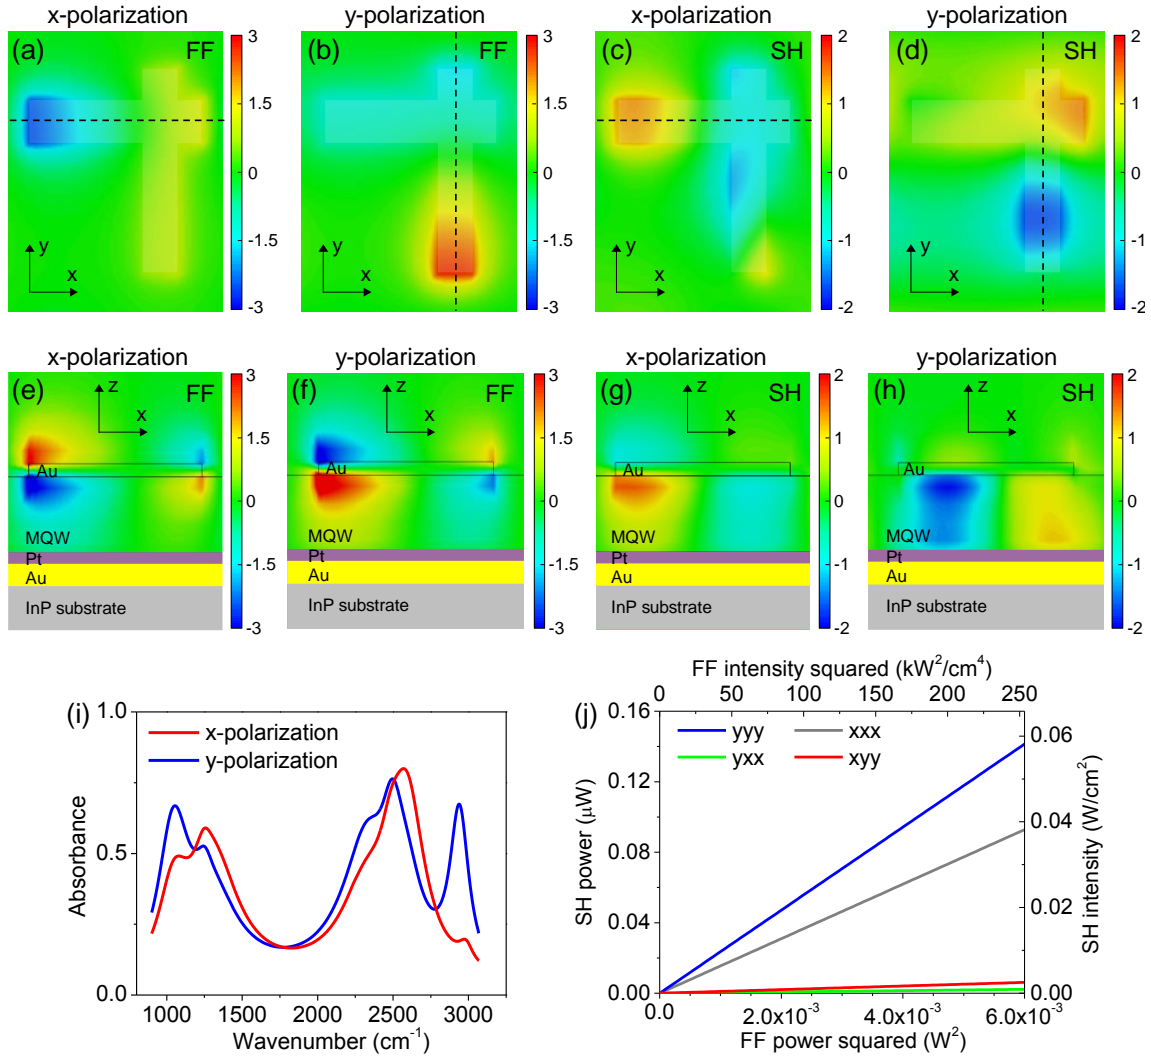 x-polarization
(a) FF
y
x
3
1.5
0
-1.5
-3
y-polarization
(b) FF
y
x
3
1.5
0
-1.5
-3
x-polarization
(c) SH
y
x
2
1
0
-1
-2
y-polarization
(d) SH
y
x
2
1
0
-1
-2
x-polarization
(e) FF
z
x
Au
MQW
Pt
Au
InP substrate
3
1.5
0
-1.5
-3
y-polarization
(f) FF
z
x
Au
MQW
Pt
Au
InP substrate
3
1.5
0
-1.5
-3
x-polarization
(g) SH
z
x
Au
MQW
Pt
Au
InP substrate
2
1
0
-1
-2
y-polarization
(h) SH
z
x
Au
MQW
Pt
Au
InP substrate
2
1
0
-1
-2
(i)
x-polarization
y-polarization
1.0
0.5
0.0
Absorbance
1000 1500 2000 2500 3000
Wavenumber (cm⁻¹)
FF intensity squared (kW²/cm⁴)
0 50 100 150 200 250
(j)
yyy xxx
yxx xyy
0.16
0.12
0.08
0.04
0.00
SH power (µW)
0.06
0.04
0.02
0.00
SH intensity (W/cm²)
2.0x10⁻³ 4.0x10⁻³ 6.0x10⁻³
FF power squared (W²)